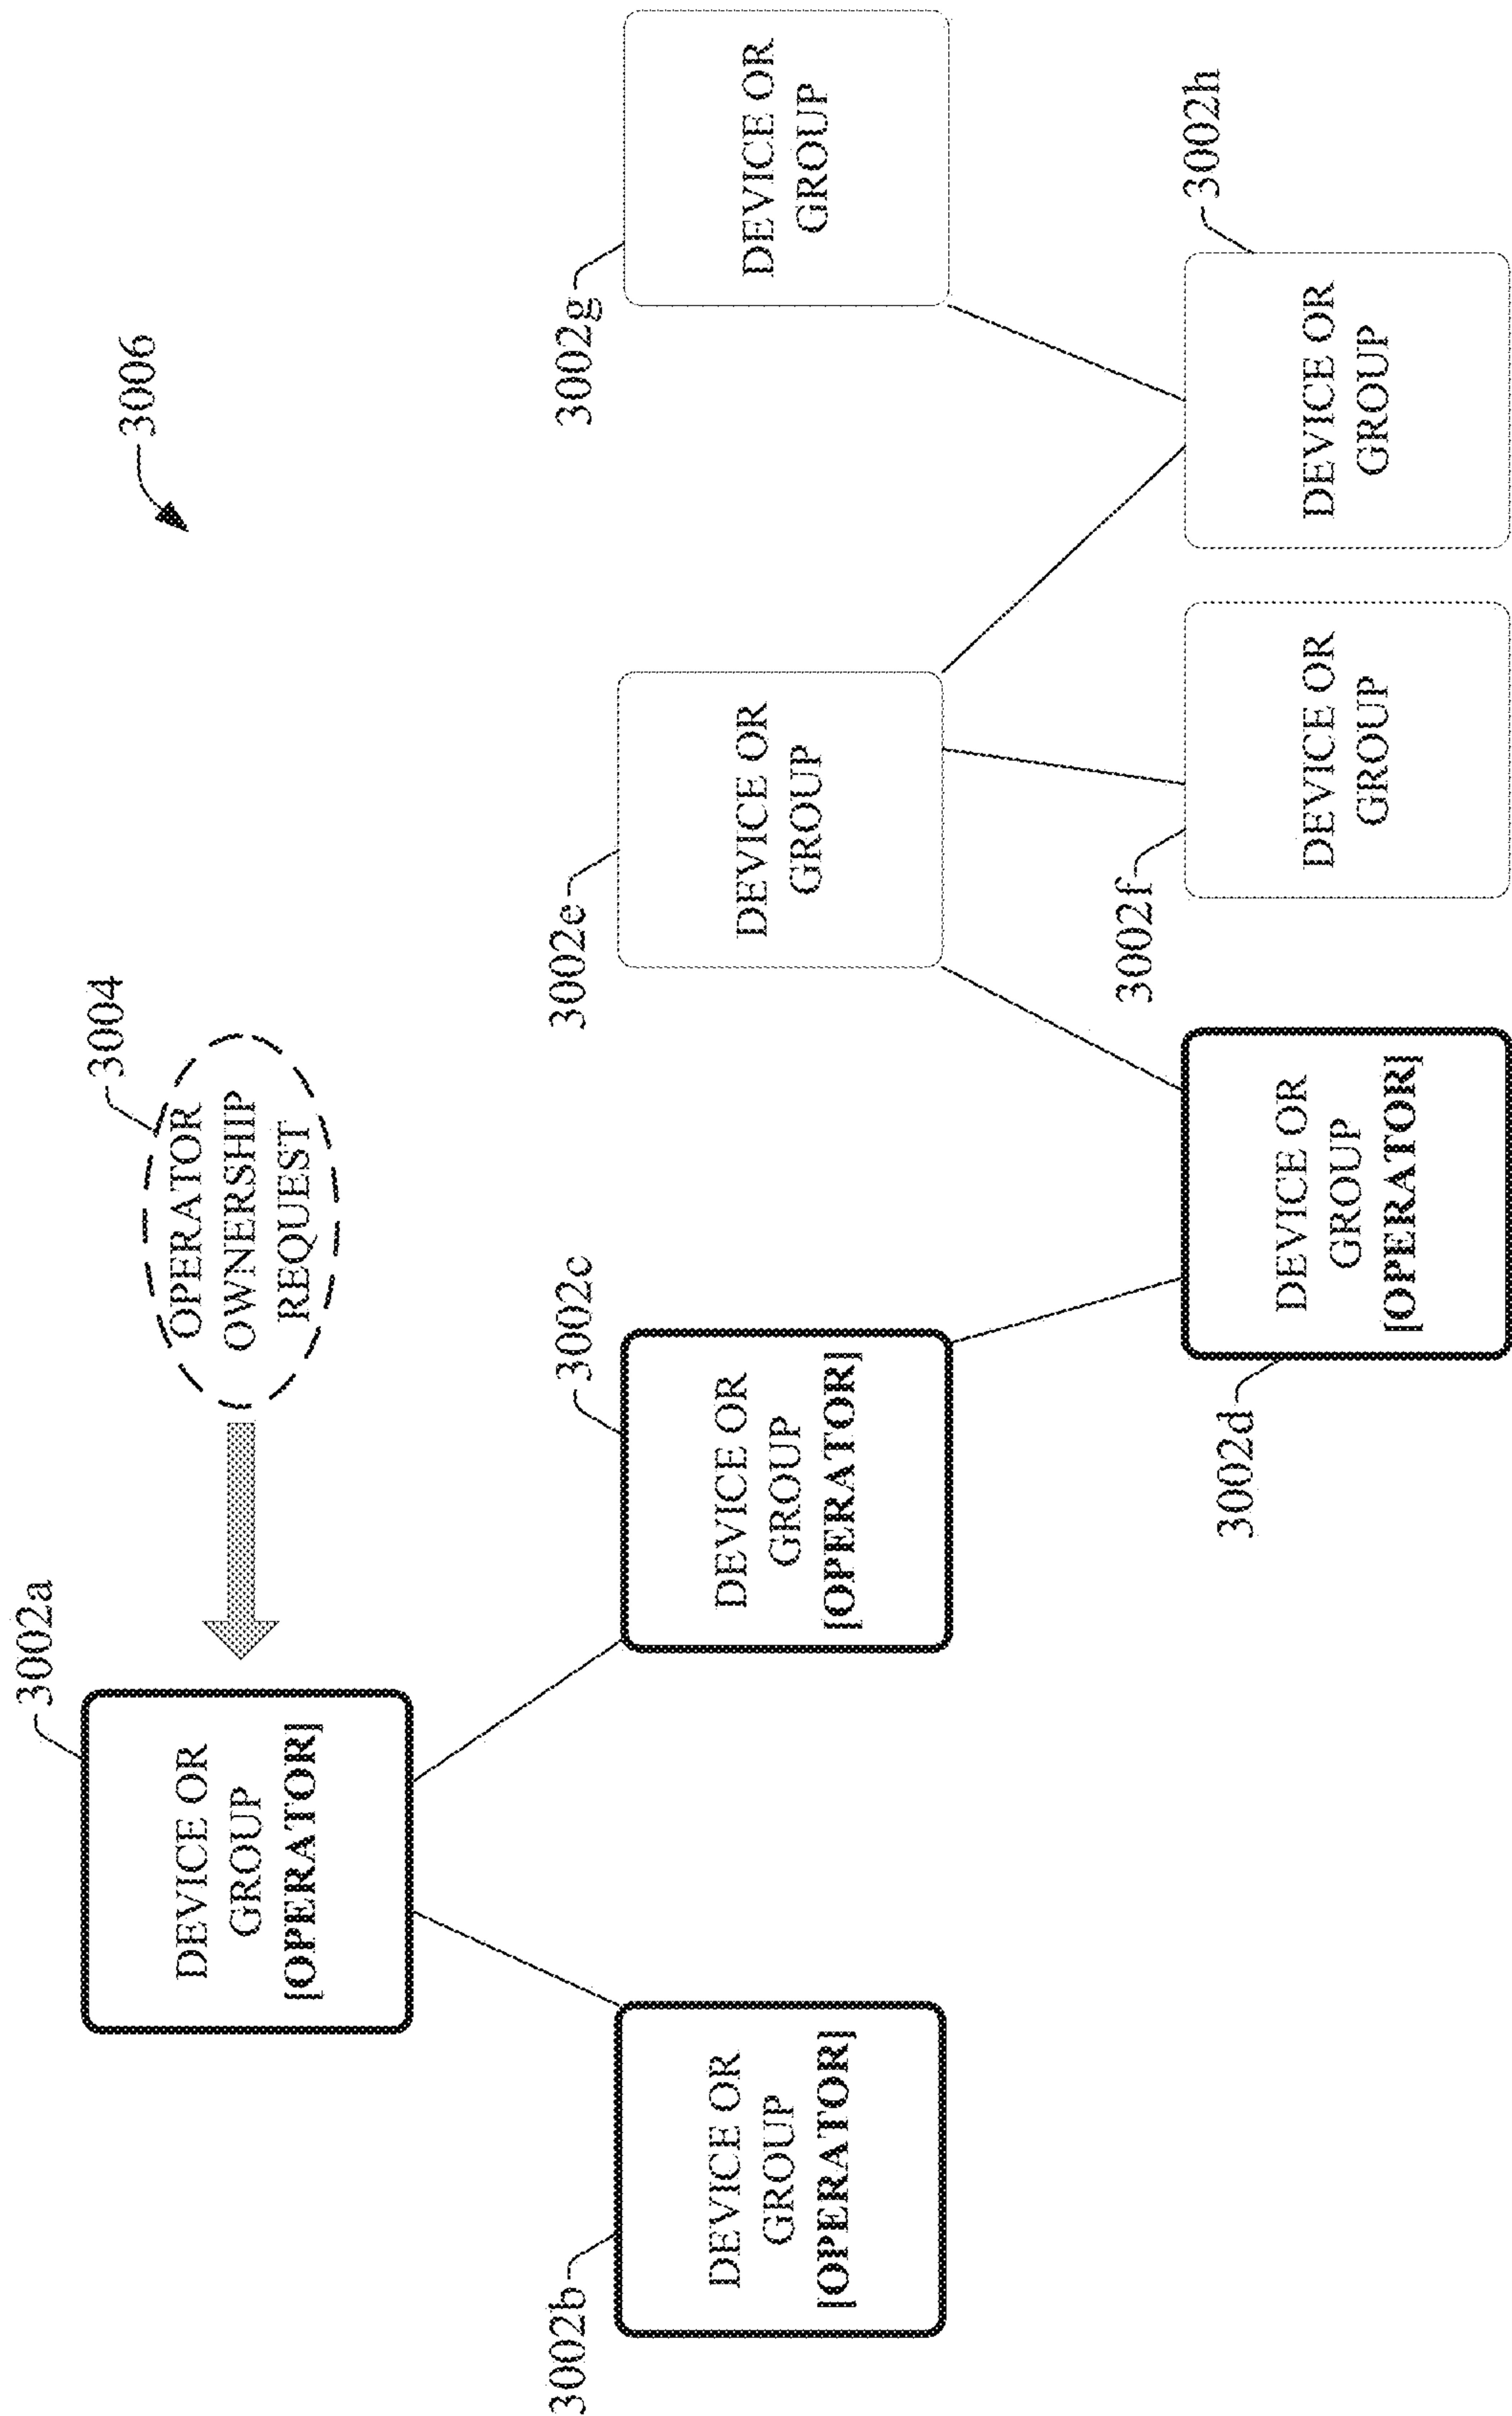 3006
3004
OPERATOR
OWNERSHIP
REQUEST
3002a
DEVICE OR
GROUP
[OPERATOR]
3002b
DEVICE OR
GROUP
[OPERATOR]
3002c
DEVICE OR
GROUP
[OPERATOR]
3002e
DEVICE OR
GROUP
3002g
DEVICE OR
GROUP
3002d
DEVICE OR
GROUP
[OPERATOR]
3002f
DEVICE OR
GROUP
3002h
DEVICE OR
GROUP